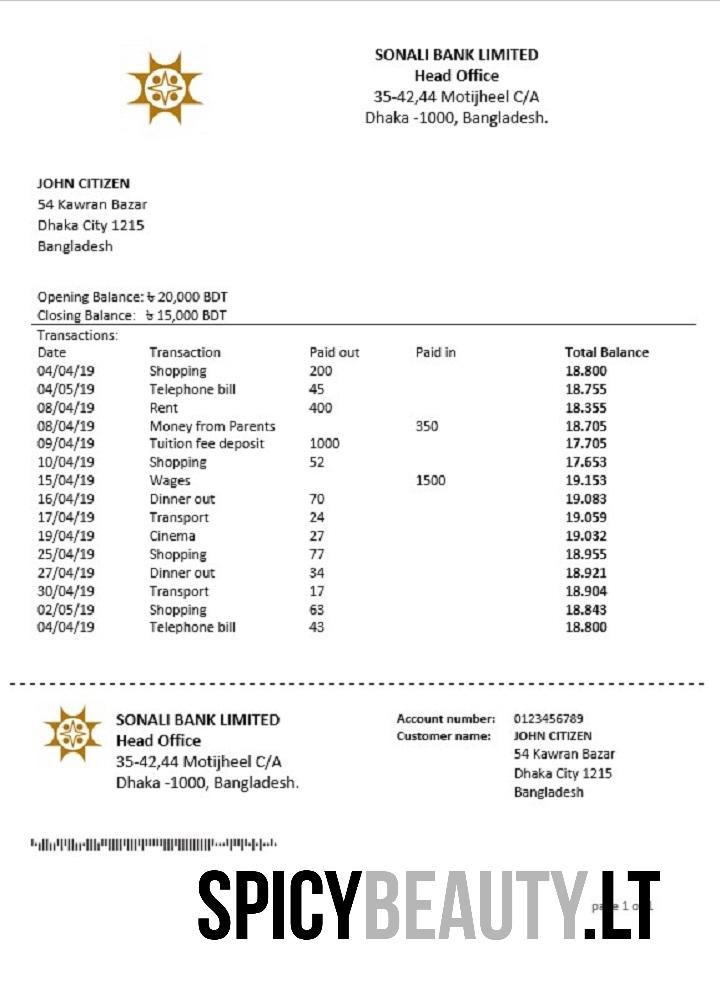 SONALI BANK LIMITED
Head Office
35-42,44 Motijheel C/A
Dhaka -1000, Bangladesh.
JOHN CITIZEN
54 Kawran Bazar
Dhaka City 1215
Bangladesh
Opening Balance: ৳ 20,000 BDT
Closing Balance: ৳ 15,000 BDT
Transactions:
Date Transaction Paid out Paid in Total Balance
04/04/19 Shopping 200 18.800
04/05/19 Telephone bill 45 18.755
08/04/19 Rent 400 18.355
08/04/19 Money from Parents 350 18.705
09/04/19 Tuition fee deposit 1000 17.705
10/04/19 Shopping 52 17.653
15/04/19 Wages 1500 19.153
16/04/19 Dinner out 70 19.083
17/04/19 Transport 24 19.059
19/04/19 Cinema 27 19.032
25/04/19 Shopping 77 18.955
27/04/19 Dinner out 34 18.921
30/04/19 Transport 17 18.904
02/05/19 Shopping 63 18.843
04/04/19 Telephone bill 43 18.800
SONALI BANK LIMITED
Head Office
35-42,44 Motijheel C/A
Dhaka -1000, Bangladesh.
Account number: 0123456789
Customer name: JOHN CITIZEN
54 Kawran Bazar
Dhaka City 1215
Bangladesh
SPICYBEAUTY.LT
1